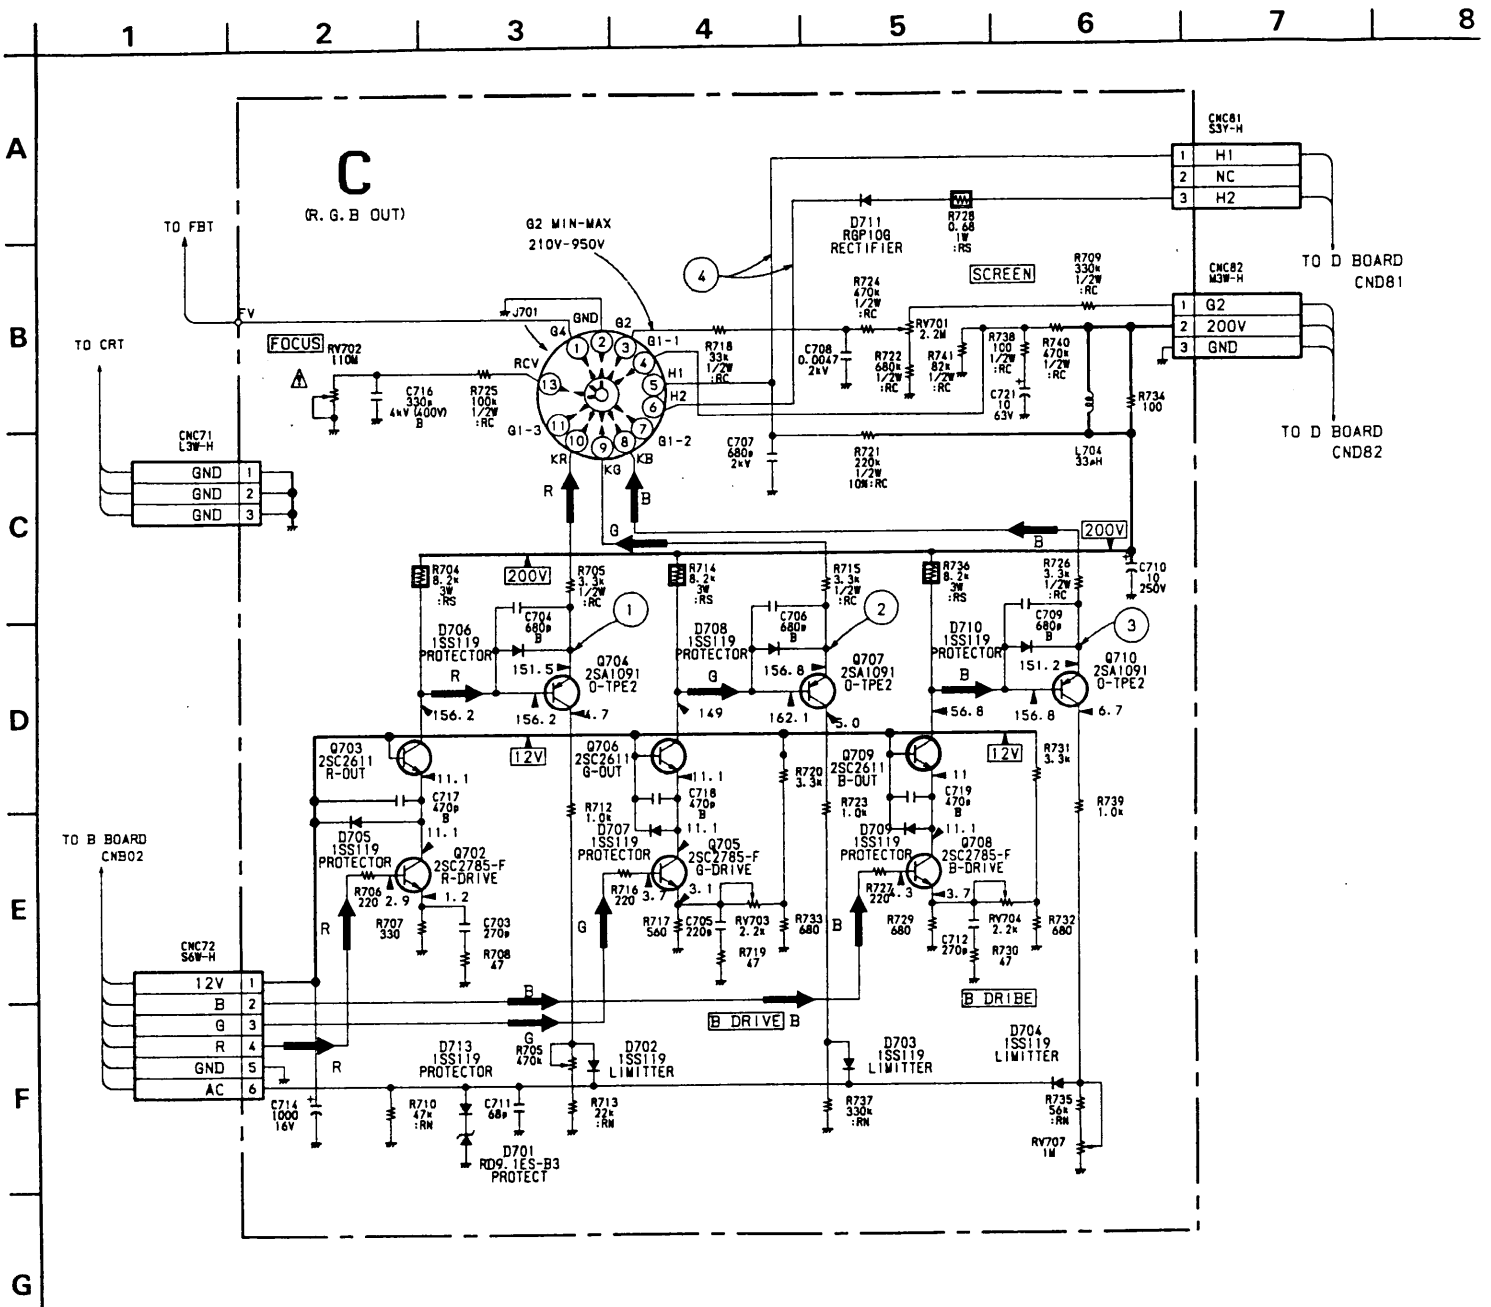 1 2 3 4 5 6 7 8
A
B
C
D
E
F
G
C
(R.G.B OUT)
TO FBT
FV
TO CRT
FOCUS
RV702
110M
C716
330p
4kV (400V)
B
R725
100k
1/2W
:RC
G2 MIN-MAX
210V-950V
J701
GND
G4
G2
G1-1
H1
H2
G1-2
KB
KG
KR
G1-3
RCV
1
2
3
4
5
6
7
8
9
10
11
13
4
D711
RGP10G
RECTIFIER
R728
0.68
1W
:RS
SCREEN
R718
33k
1/2W
:RC
C708
0.0047
2kV
R724
470k
1/2W
:RC
RV701
2.2M
R722
680k
1/2W
:RC
R741
82k
1/2W
:RC
R709
330k
1/2W
:RC
R738
100
1/2W
:RC
C721
10
63V
R740
470k
1/2W
:RC
R734
100
L704
33µH
C707
680p
2kV
R721
220k
1/2W
10M:RC
CNC81
S3Y-H
1 H1
2 NC
3 H2
TO D BOARD
CND81
CNC82
M3W-H
1 G2
2 200V
3 GND
TO D BOARD
CND82
CNC71
L3W-H
GND 1
GND 2
GND 3
R
G
B
B
200V
200V
C710
10
250V
R704
8.2k
3W
:RS
R705
3.3k
1/2W
:RC
C704
680p
B
1
D706
1SS119
PROTECTOR
R
151.5
156.2
156.2
4.7
Q704
2SA1091
O-TPE2
R714
8.2k
3W
:RS
R715
3.3k
1/2W
:RC
C706
680p
B
2
D708
1SS119
PROTECTOR
G
156.8
149
162.1
5.0
Q707
2SA1091
O-TPE2
R736
8.2k
3W
:RS
R726
3.3k
1/2W
:RC
C709
680p
B
3
D710
1SS119
PROTECTOR
B
151.2
156.8
156.8
6.7
Q710
2SA1091
O-TPE2
12V
12V
Q703
2SC2611
R-OUT
11.1
C717
470p
B
D705
1SS119
PROTECTOR
11.1
Q702
2SC2785-F
R-DRIVE
R706
220
2.9
1.2
R707
330
C703
270p
R708
47
R
R712
1.0k
Q706
2SC2611
G-OUT
11.1
C718
470p
B
D707
1SS119
PROTECTOR
11.1
Q705
2SC2785-F
G-DRIVE
R716
220
3.7
3.1
R717
560
C705
220p
RV703
2.2k
R719
47
R720
3.3k
R733
680
G
R723
1.0k
Q709
2SC2611
B-OUT
11
C719
470p
B
D709
1SS119
PROTECTOR
11.1
Q708
2SC2785-F
B-DRIVE
R727
220
4.3
3.7
R729
680
C712
270p
RV704
2.2k
R730
47
R731
3.3k
R732
680
R739
1.0k
B
TO B BOARD
CNB02
CNC72
S6W-H
12V 1
B 2
G 3
R 4
GND 5
AC 6
B
G
R
B DRIVE B
B DRIBE
C714
1000
16V
R710
47k
:RN
D713
1SS119
PROTECTOR
D701
RD9.1ES-B3
PROTECT
C711
68p
R705
470k
D702
1SS119
LIMITTER
R713
22k
:RN
D703
1SS119
LIMITTER
R737
330k
:RN
D704
1SS119
LIMITTER
R735
56k
:RN
RV707
1M